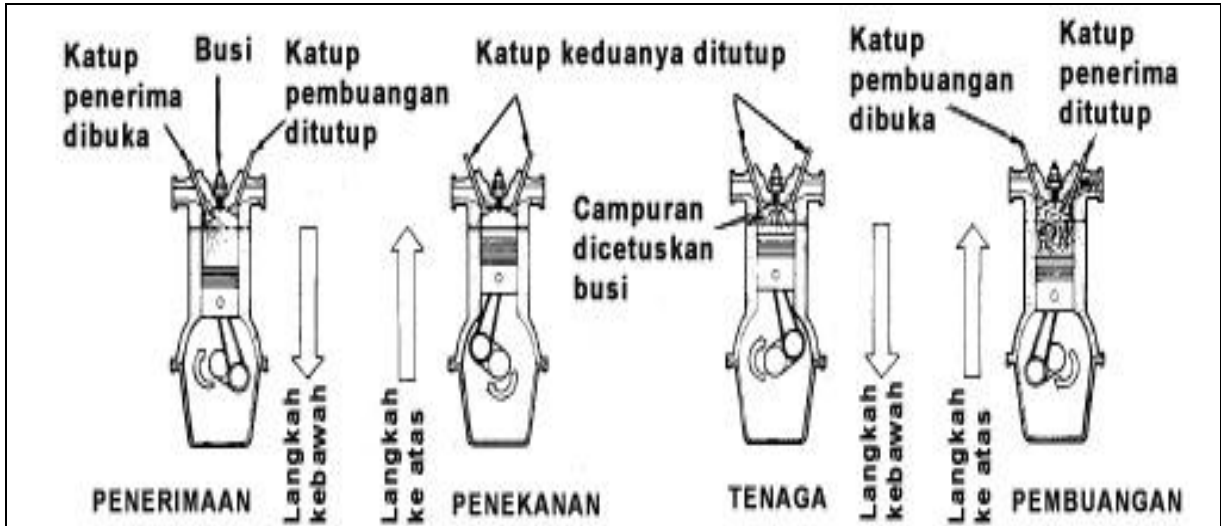 Katup
penerima
dibuka
Busi
Katup
pembuangan
ditutup
Katup keduanya ditutup
Katup
pembuangan
dibuka
Katup
penerima
ditutup
Campuran
dicetuskan
busi
Langkah
kebawah
Langkah
ke atas
Langkah
kebawah
Langkah
ke atas
PENERIMAAN
PENEKANAN
TENAGA
PEMBUANGAN